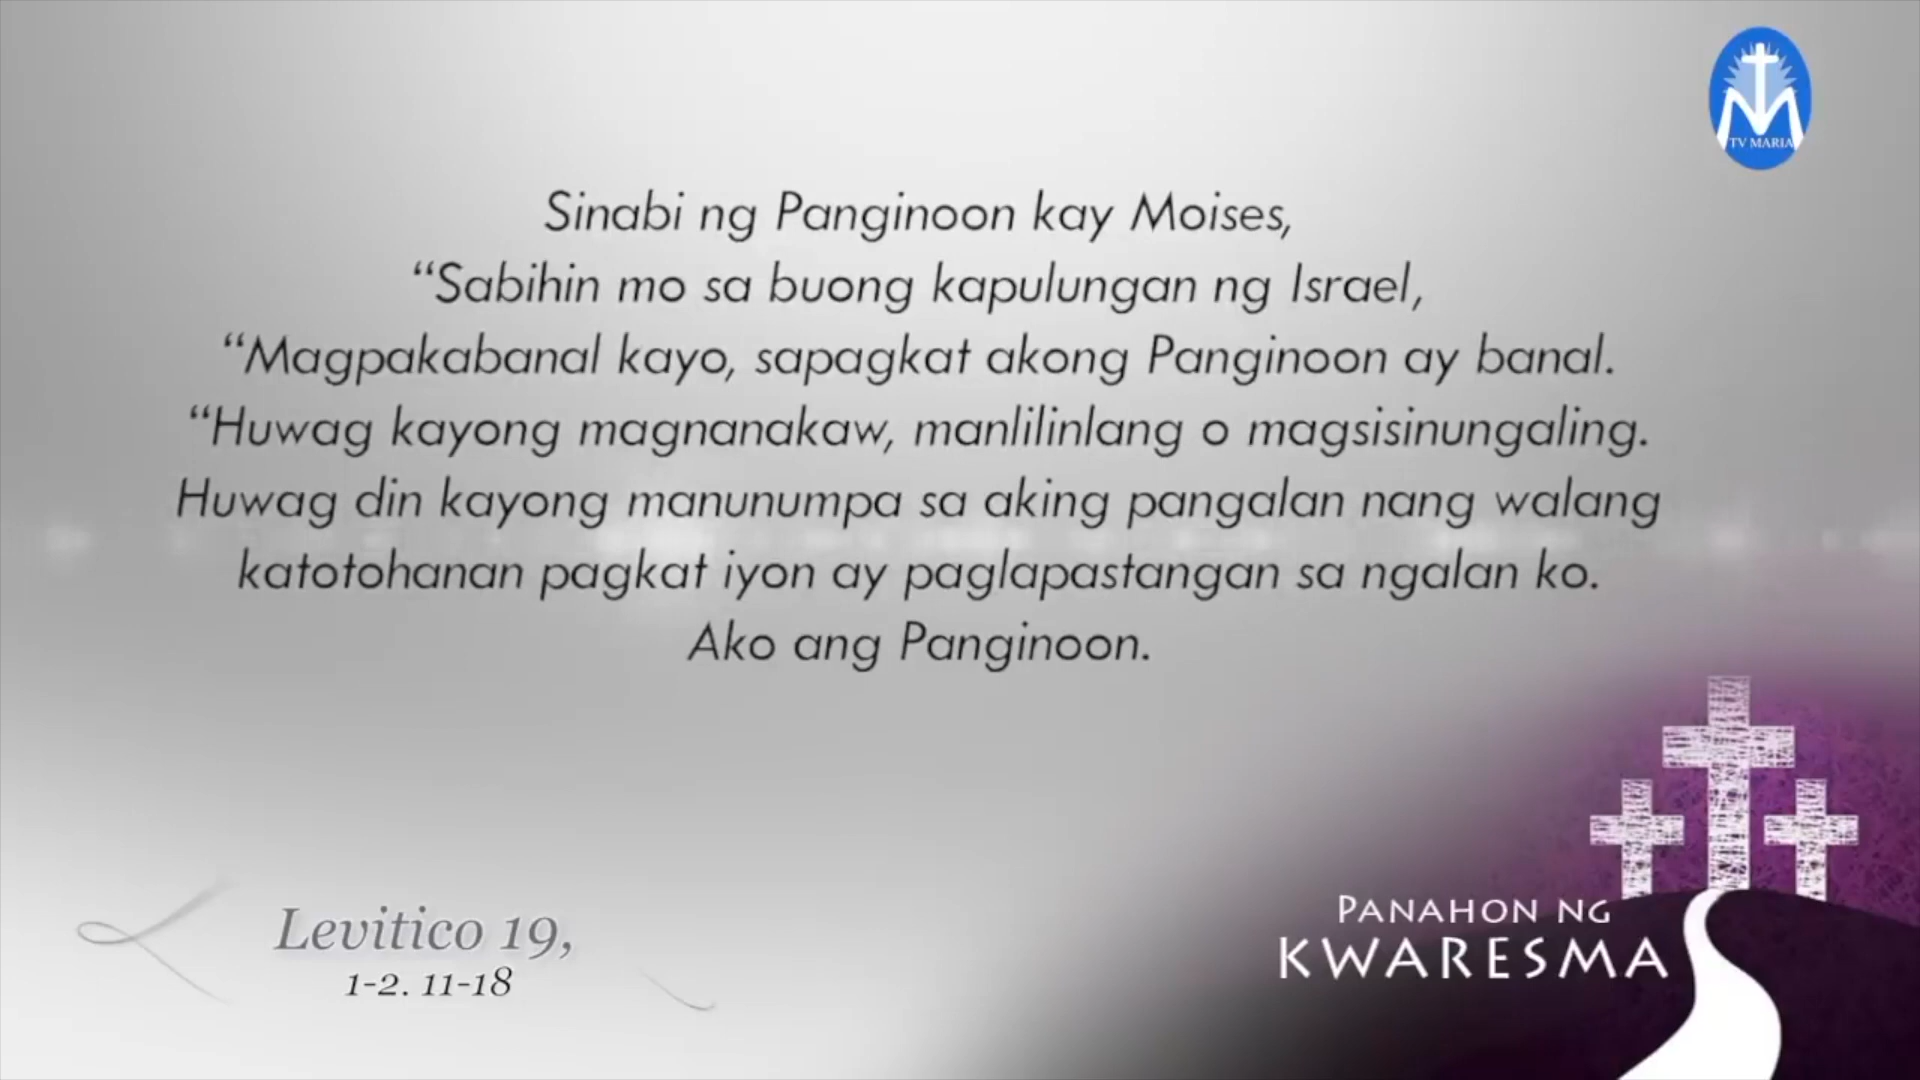 TV MARIA
Sinabi ng Panginoon kay Moises,
“Sabihin mo sa buong kapulungan ng Israel,
“Magpakabanal kayo, sapagkat akong Panginoon ay banal.
“Huwag kayong magnanakaw, manlilinlang o magsisinungaling.
Huwag din kayong manunumpa sa aking pangalan nang walang
katotohanan pagkat iyon ay paglapastangan sa ngalan ko.
Ako ang Panginoon.
Levitico 19,
1-2. 11-18
PANAHON NG
KWARESMA